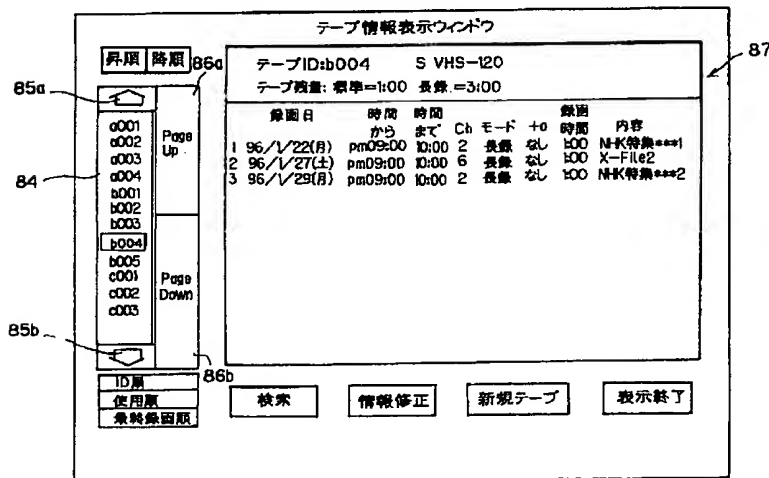 テープ情報表示ウィンドウ
昇順 降順
86a
87
85a
テープID:b004 S VHS-120
テープ残量: 標準=1:00 長録.=3:00
84
a001
a002
a003
a004
b001
b002
b003
b004
b005
c001
c002
c003
Page
Up
Page
Down
録画日 時間から 時間まで Ch モード +α 録画時間 内容
1 96/1/22(月) pm09:00 10:00 2 長録 なし 1:00 NHK特集***1
2 96/1/27(土) pm09:00 10:00 6 長録 なし 1:00 X-File2
3 96/1/29(月) pm09:00 10:00 2 長録 なし 1:00 NHK特集***2
85b
86b
ID順
使用順
最終録画順
検索 情報修正 新規テープ 表示終了